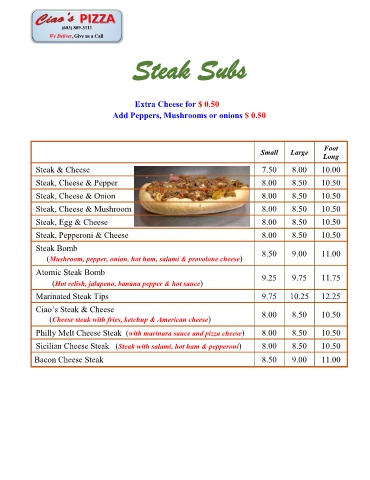 Ciao's PIZZA
(603) 889-3111
We Deliver, Give us a Call
Steak Subs
Extra Cheese for $ 0.50
Add Peppers, Mushrooms or onions $ 0.50
Small Large Foot Long
Steak & Cheese 7.50 8.00 10.00
Steak, Cheese & Pepper 8.00 8.50 10.50
Steak, Cheese & Onion 8.00 8.50 10.50
Steak, Cheese & Mushroom 8.00 8.50 10.50
Steak, Egg & Cheese 8.00 8.50 10.50
Steak, Pepperoni & Cheese 8.00 8.50 10.50
Steak Bomb
(Mushroom, pepper, onion, hot ham, salami & provolone cheese) 8.50 9.00 11.00
Atomic Steak Bomb
(Hot relish, jalapeno, banana pepper & hot sauce) 9.25 9.75 11.75
Marinated Steak Tips 9.75 10.25 12.25
Ciao's Steak & Cheese
(Cheese steak with fries, ketchup & American cheese) 8.00 8.50 10.50
Philly Melt Cheese Steak (with marinara sauce and pizza cheese) 8.00 8.50 10.50
Sicilian Cheese Steak (Steak with salami, hot ham & pepperoni) 8.00 8.50 10.50
Bacon Cheese Steak 8.50 9.00 11.00